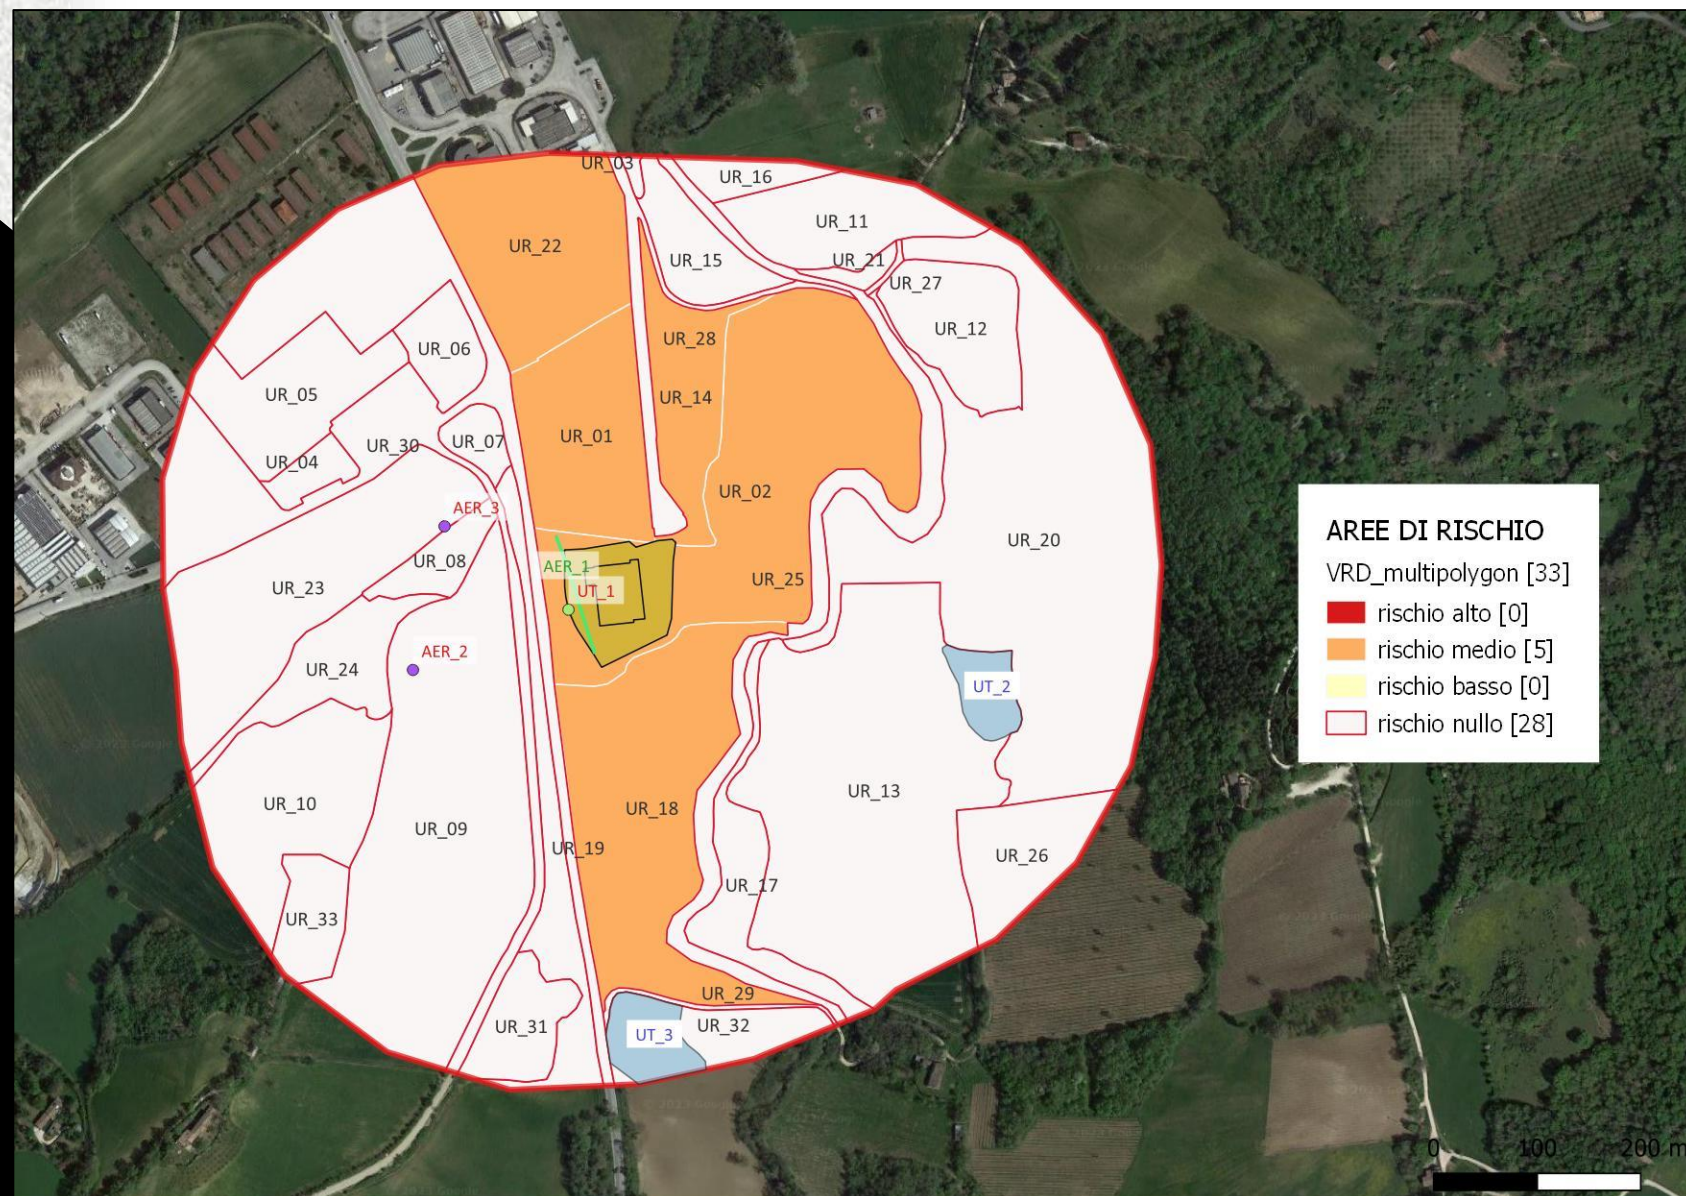 UR_03
UR_16
UR_11
UR_22
UR_15
UR_21
UR_27
UR_12
UR_28
UR_06
UR_05
UR_14
UR_01
UR_07
UR_30
UR_04
UR_02
AER_3
UR_20
UR_08
AER_1
UT_1
UR_25
UR_23
AER_2
UR_24
UT_2
UR_13
UR_10
UR_18
UR_09
UR_19
UR_26
UR_17
UR_33
UR_29
UR_31
UT_3
UR_32
AREE DI RISCHIO
VRD_multipolygon [33]
rischio alto [0]
rischio medio [5]
rischio basso [0]
rischio nullo [28]
0 100 200 m